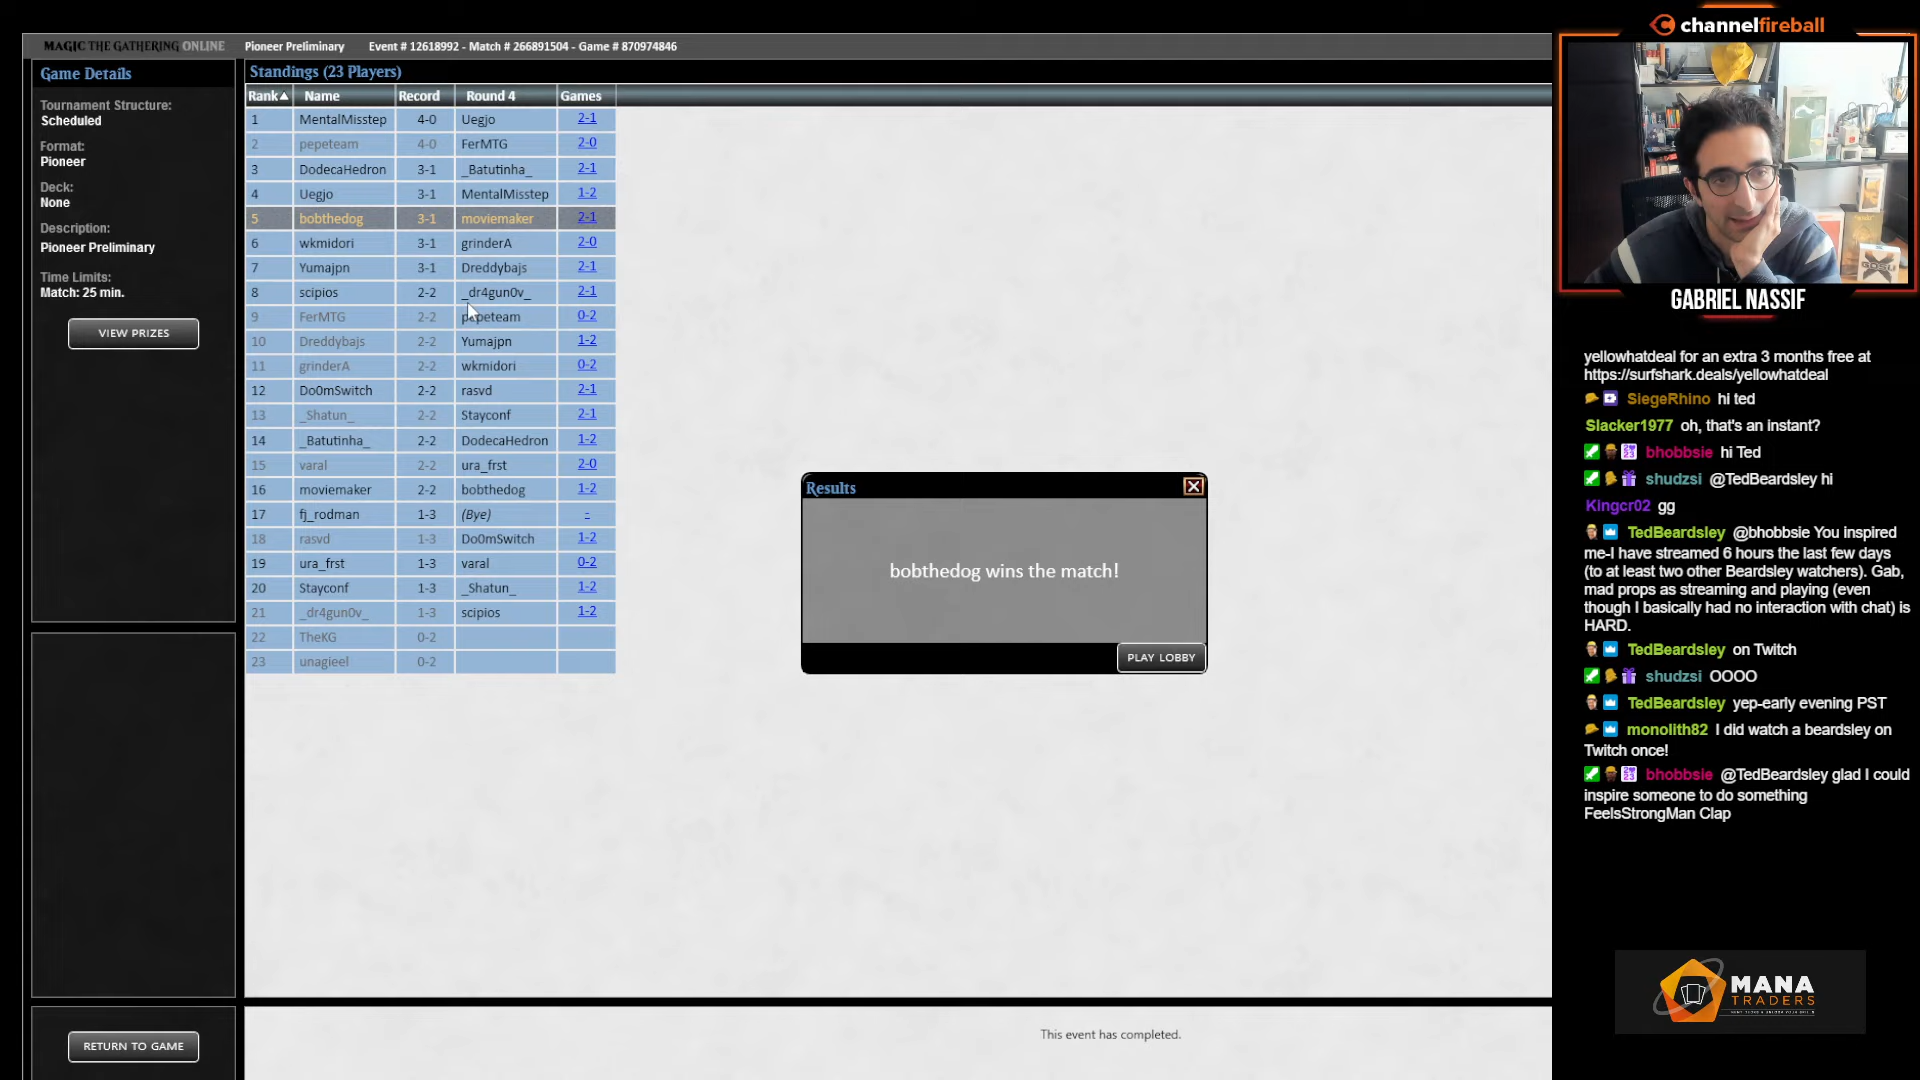 MAGIC THE GATHERING ONLINE Pioneer Preliminary Event # 12618992 - Match # 266891504 - Game # 870974846
Game Details
Tournament Structure:
Scheduled
Format:
Pioneer
Deck:
None
Description:
Pioneer Preliminary
Time Limits:
Match: 25 min.
VIEW PRIZES
RETURN TO GAME
Standings (23 Players)
Rank Name Record Round 4 Games
1 MentalMisstep 4-0 Uegjo 2-1
2 pepeteam 4-0 FerMTG 2-0
3 DodecaHedron 3-1 _Batutinha_ 2-1
4 Uegjo 3-1 MentalMisstep 1-2
5 bobthedog 3-1 moviemaker 2-1
6 wkmidori 3-1 grinderA 2-0
7 Yumajpn 3-1 Dreddybajs 2-1
8 scipios 2-2 _dr4gun0v_ 2-1
9 FerMTG 2-2 pepeteam 0-2
10 Dreddybajs 2-2 Yumajpn 1-2
11 grinderA 2-2 wkmidori 0-2
12 Do0mSwitch 2-2 rasvd 2-1
13 _Shatun_ 2-2 Stayconf 2-1
14 _Batutinha_ 2-2 DodecaHedron 1-2
15 varal 2-2 ura_frst 2-0
16 moviemaker 2-2 bobthedog 1-2
17 fj_rodman 1-3 (Bye) -
18 rasvd 1-3 Do0mSwitch 1-2
19 ura_frst 1-3 varal 0-2
20 Stayconf 1-3 _Shatun_ 1-2
21 _dr4gun0v_ 1-3 scipios 1-2
22 TheKG 0-2
23 unagieel 0-2
Results
bobthedog wins the match!
PLAY LOBBY
This event has completed.
channelfireball
GABRIEL NASSIF
yellowhatdeal for an extra 3 months free at
https://surfshark.deals/yellowhatdeal
SiegeRhino hi ted
Slacker1977 oh, that's an instant?
bhobbsie hi Ted
shudzsi @TedBeardsley hi
Kingcr02 gg
TedBeardsley @bhobbsie You inspired
me-I have streamed 6 hours the last few days
(to at least two other Beardsley watchers). Gab,
mad props as streaming and playing (even
though I basically had no interaction with chat) is
HARD.
TedBeardsley on Twitch
shudzsi OOOO
TedBeardsley yep-early evening PST
monolith82 I did watch a beardsley on
Twitch once!
bhobbsie @TedBeardsley glad I could
inspire someone to do something
FeelsStrongMan Clap
MANA
TRADERS